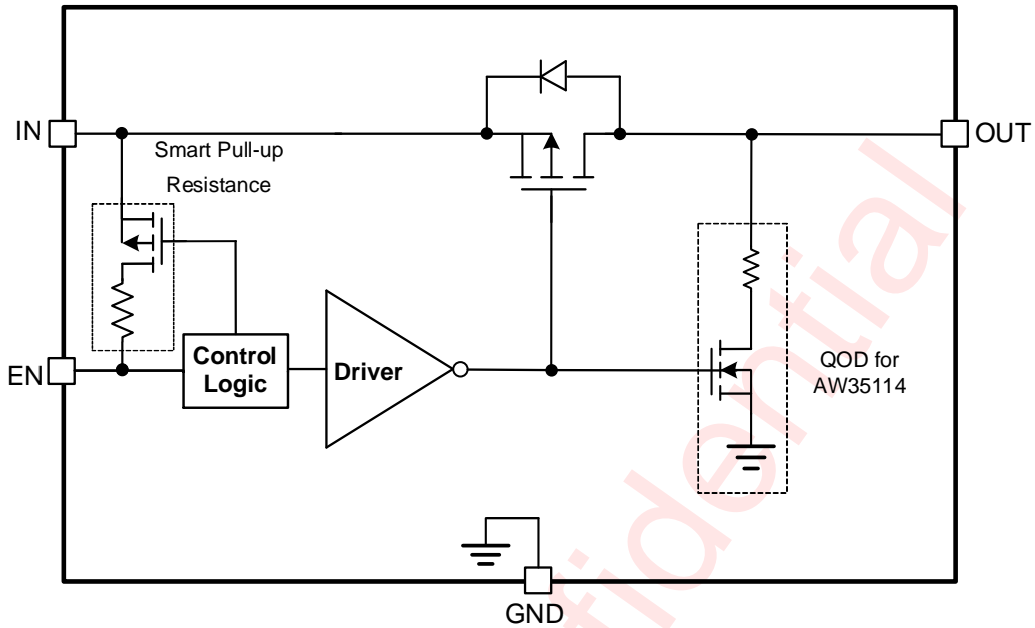 IN
OUT
Smart Pull-up
Resistance
EN
Control
Logic
Driver
QOD for
AW35114
GND
fidential